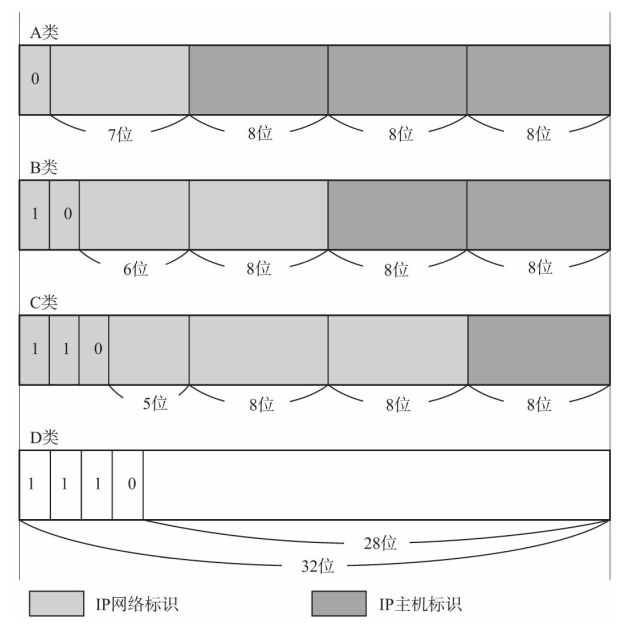 A类
0
7位 8位 8位 8位
B类
1 0
6位 8位 8位 8位
C类
1 1 0
5位 8位 8位 8位
D类
1 1 1 0
28位
32位
IP网络标识 IP主机标识